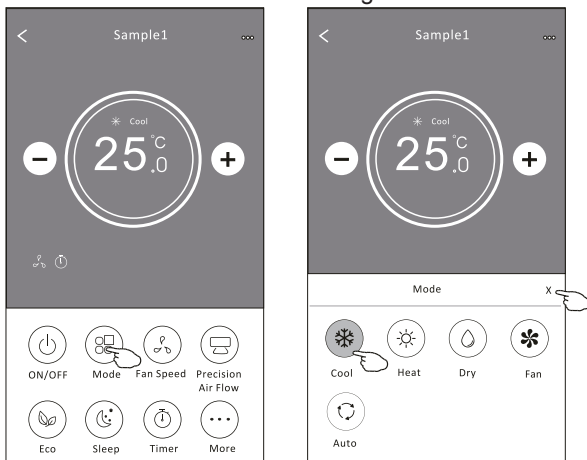 Sample1
Cool
25.0 °C
ON/OFF
Mode
Fan Speed
Precision
Air Flow
Eco
Sleep
Timer
More
Sample1
Cool
25.0 °C
Mode
X
Cool
Heat
Dry
Fan
Auto